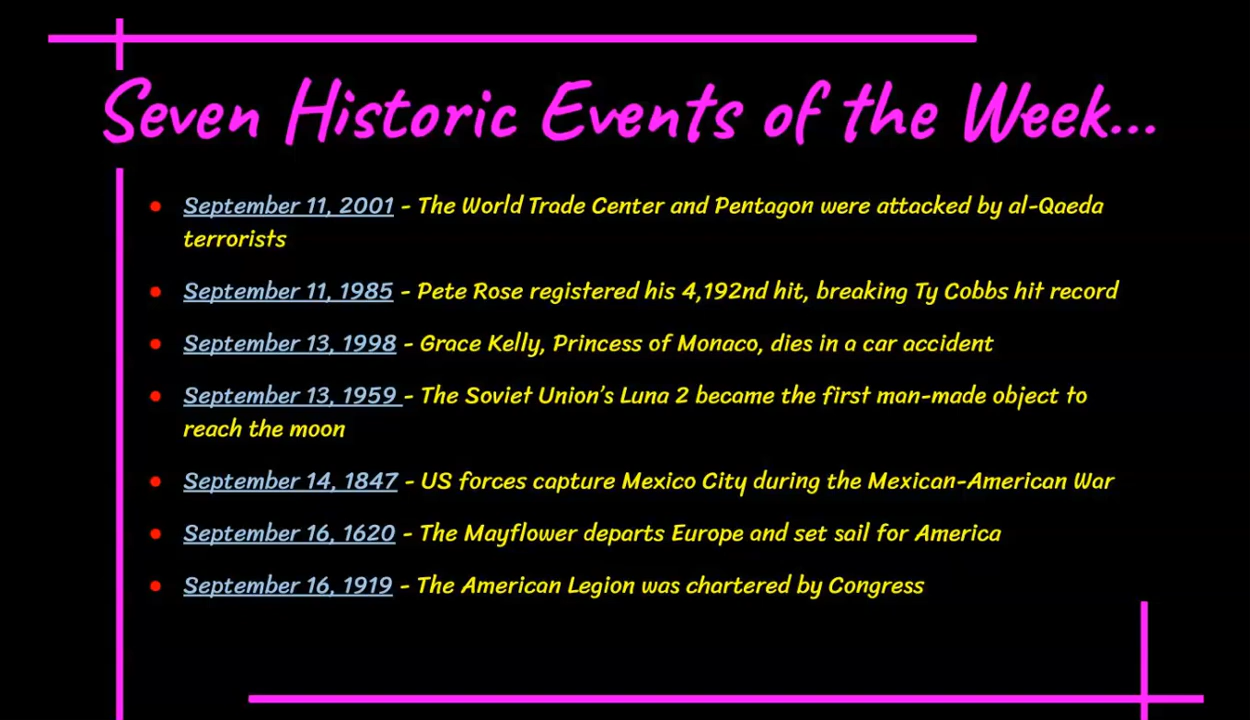 Seven Historic Events of the Week...
• September 11, 2001 - The World Trade Center and Pentagon were attacked by al-Qaeda
terrorists
• September 11, 1985 - Pete Rose registered his 4,192nd hit, breaking Ty Cobbs hit record
• September 13, 1998 - Grace Kelly, Princess of Monaco, dies in a car accident
• September 13, 1959 - The Soviet Union's Luna 2 became the first man-made object to
reach the moon
• September 14, 1847 - US forces capture Mexico City during the Mexican-American War
• September 16, 1620 - The Mayflower departs Europe and set sail for America
• September 16, 1919 - The American Legion was chartered by Congress